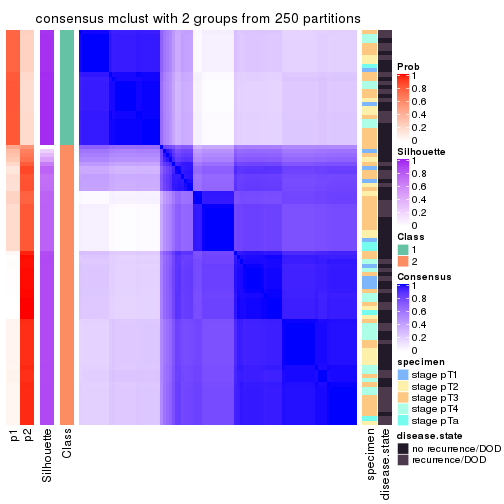 consensus mclust with 2 groups from 250 partitions
Prob
1
0.8
0.6
0.4
0.2
0
Silhouette
1
0.8
0.6
0.4
0.2
0
Class
1
2
Consensus
1
0.8
0.6
0.4
0.2
0
specimen
stage pT1
stage pT2
stage pT3
stage pT4
stage pTa
disease.state
no recurrence/DOD
recurrence/DOD
p1
p2
Silhouette
Class
specimen
disease.state